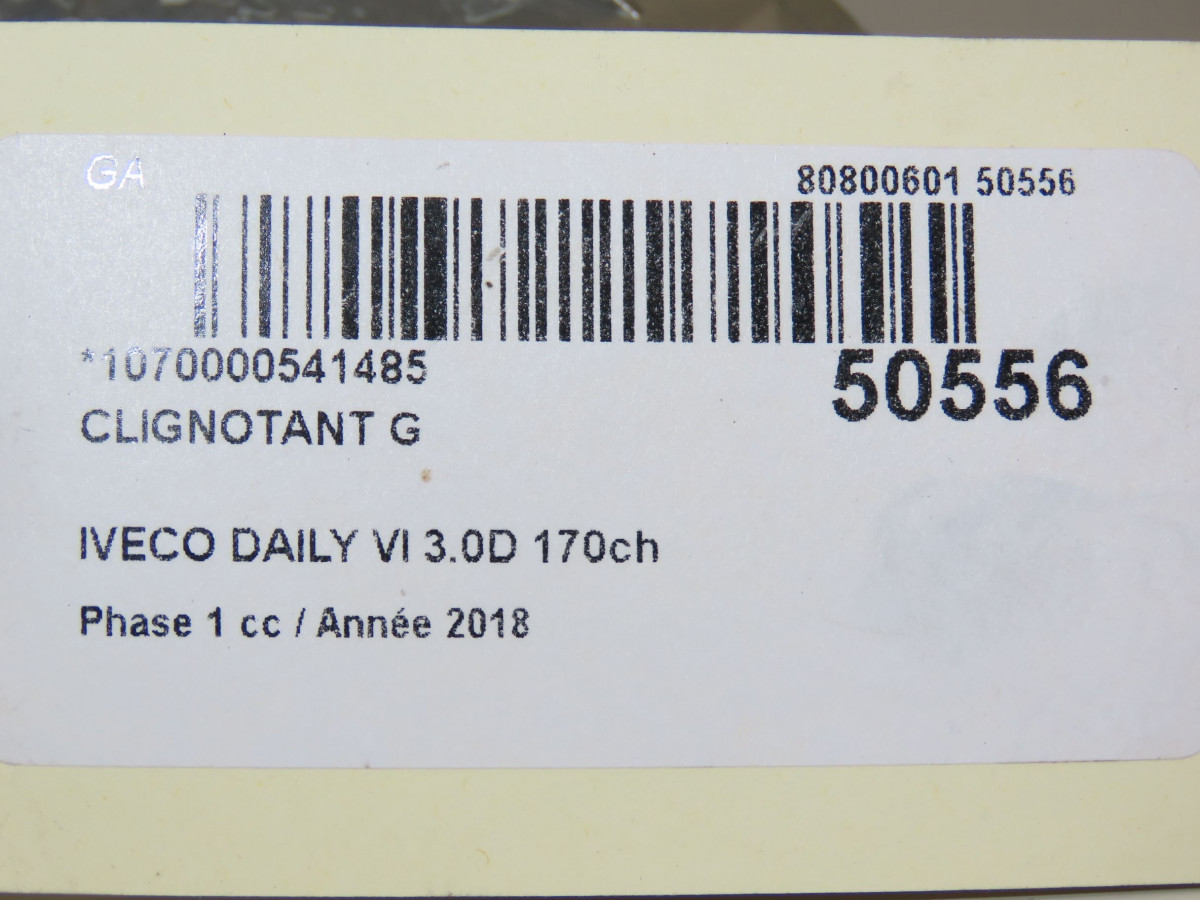 GA
80800601 50556
*1070000541485
50556
CLIGNOTANT G
IVECO DAILY VI 3.0D 170ch
Phase 1 cc / Année 2018